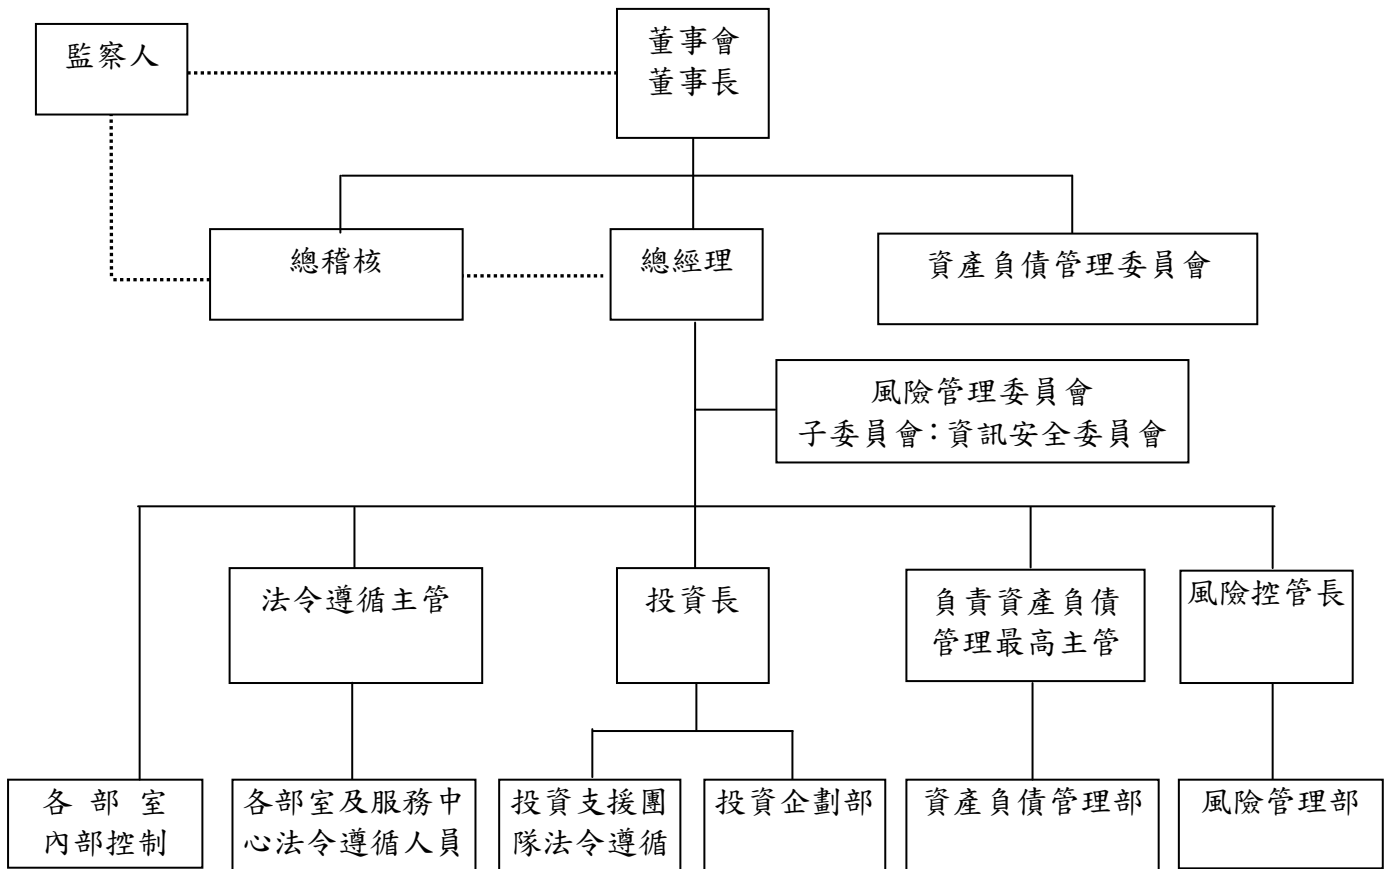 監察人
董事會
董事長
總稽核
總經理
資產負債管理委員會
風險管理委員會
子委員會：資訊安全委員會
法令遵循主管
投資長
負責資產負債
管理最高主管
風險控管長
各 部 室
內部控制
各部室及服務中
心法令遵循人員
投資支援團
隊法令遵循
投資企劃部
資產負債管理部
風險管理部